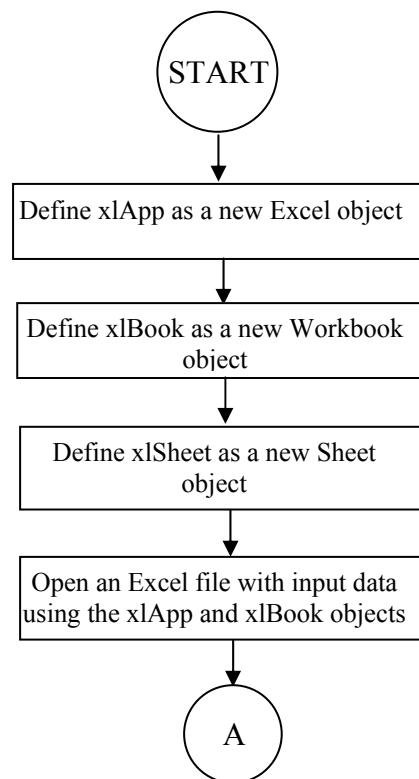 START
Define xlApp as a new Excel object
Define xlBook as a new Workbook
object
Define xlSheet as a new Sheet
object
Open an Excel file with input data
using the xlApp and xlBook objects
A